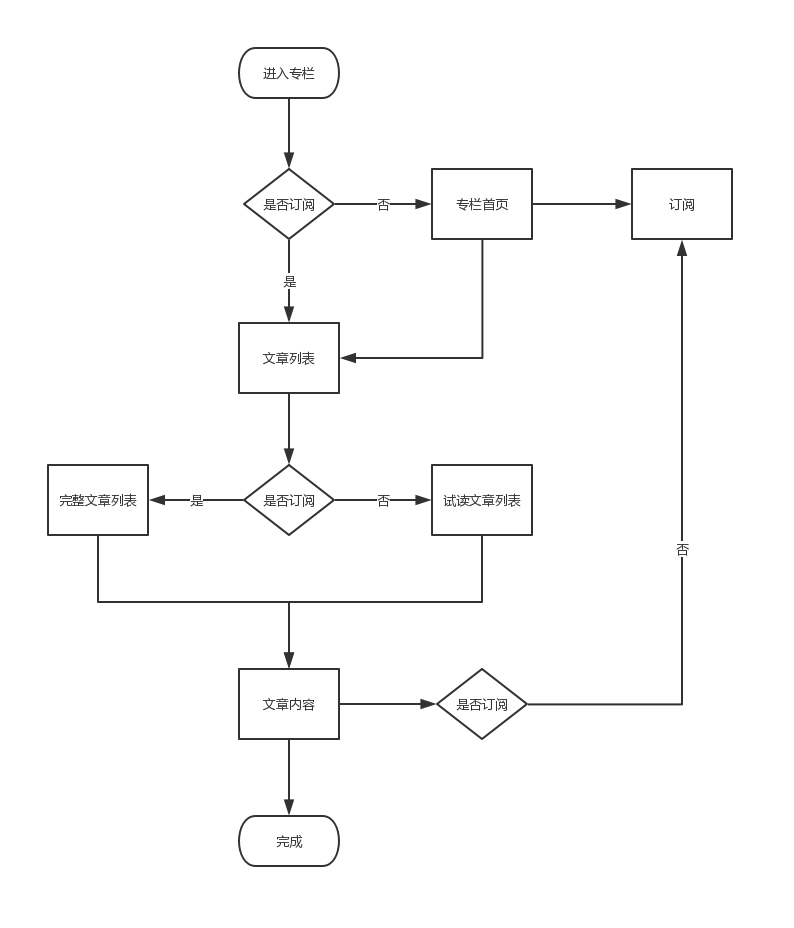 进入专栏
是否订阅
否
专栏首页
订阅
是
文章列表
完整文章列表
是
是否订阅
否
试读文章列表
否
文章内容
是否订阅
完成